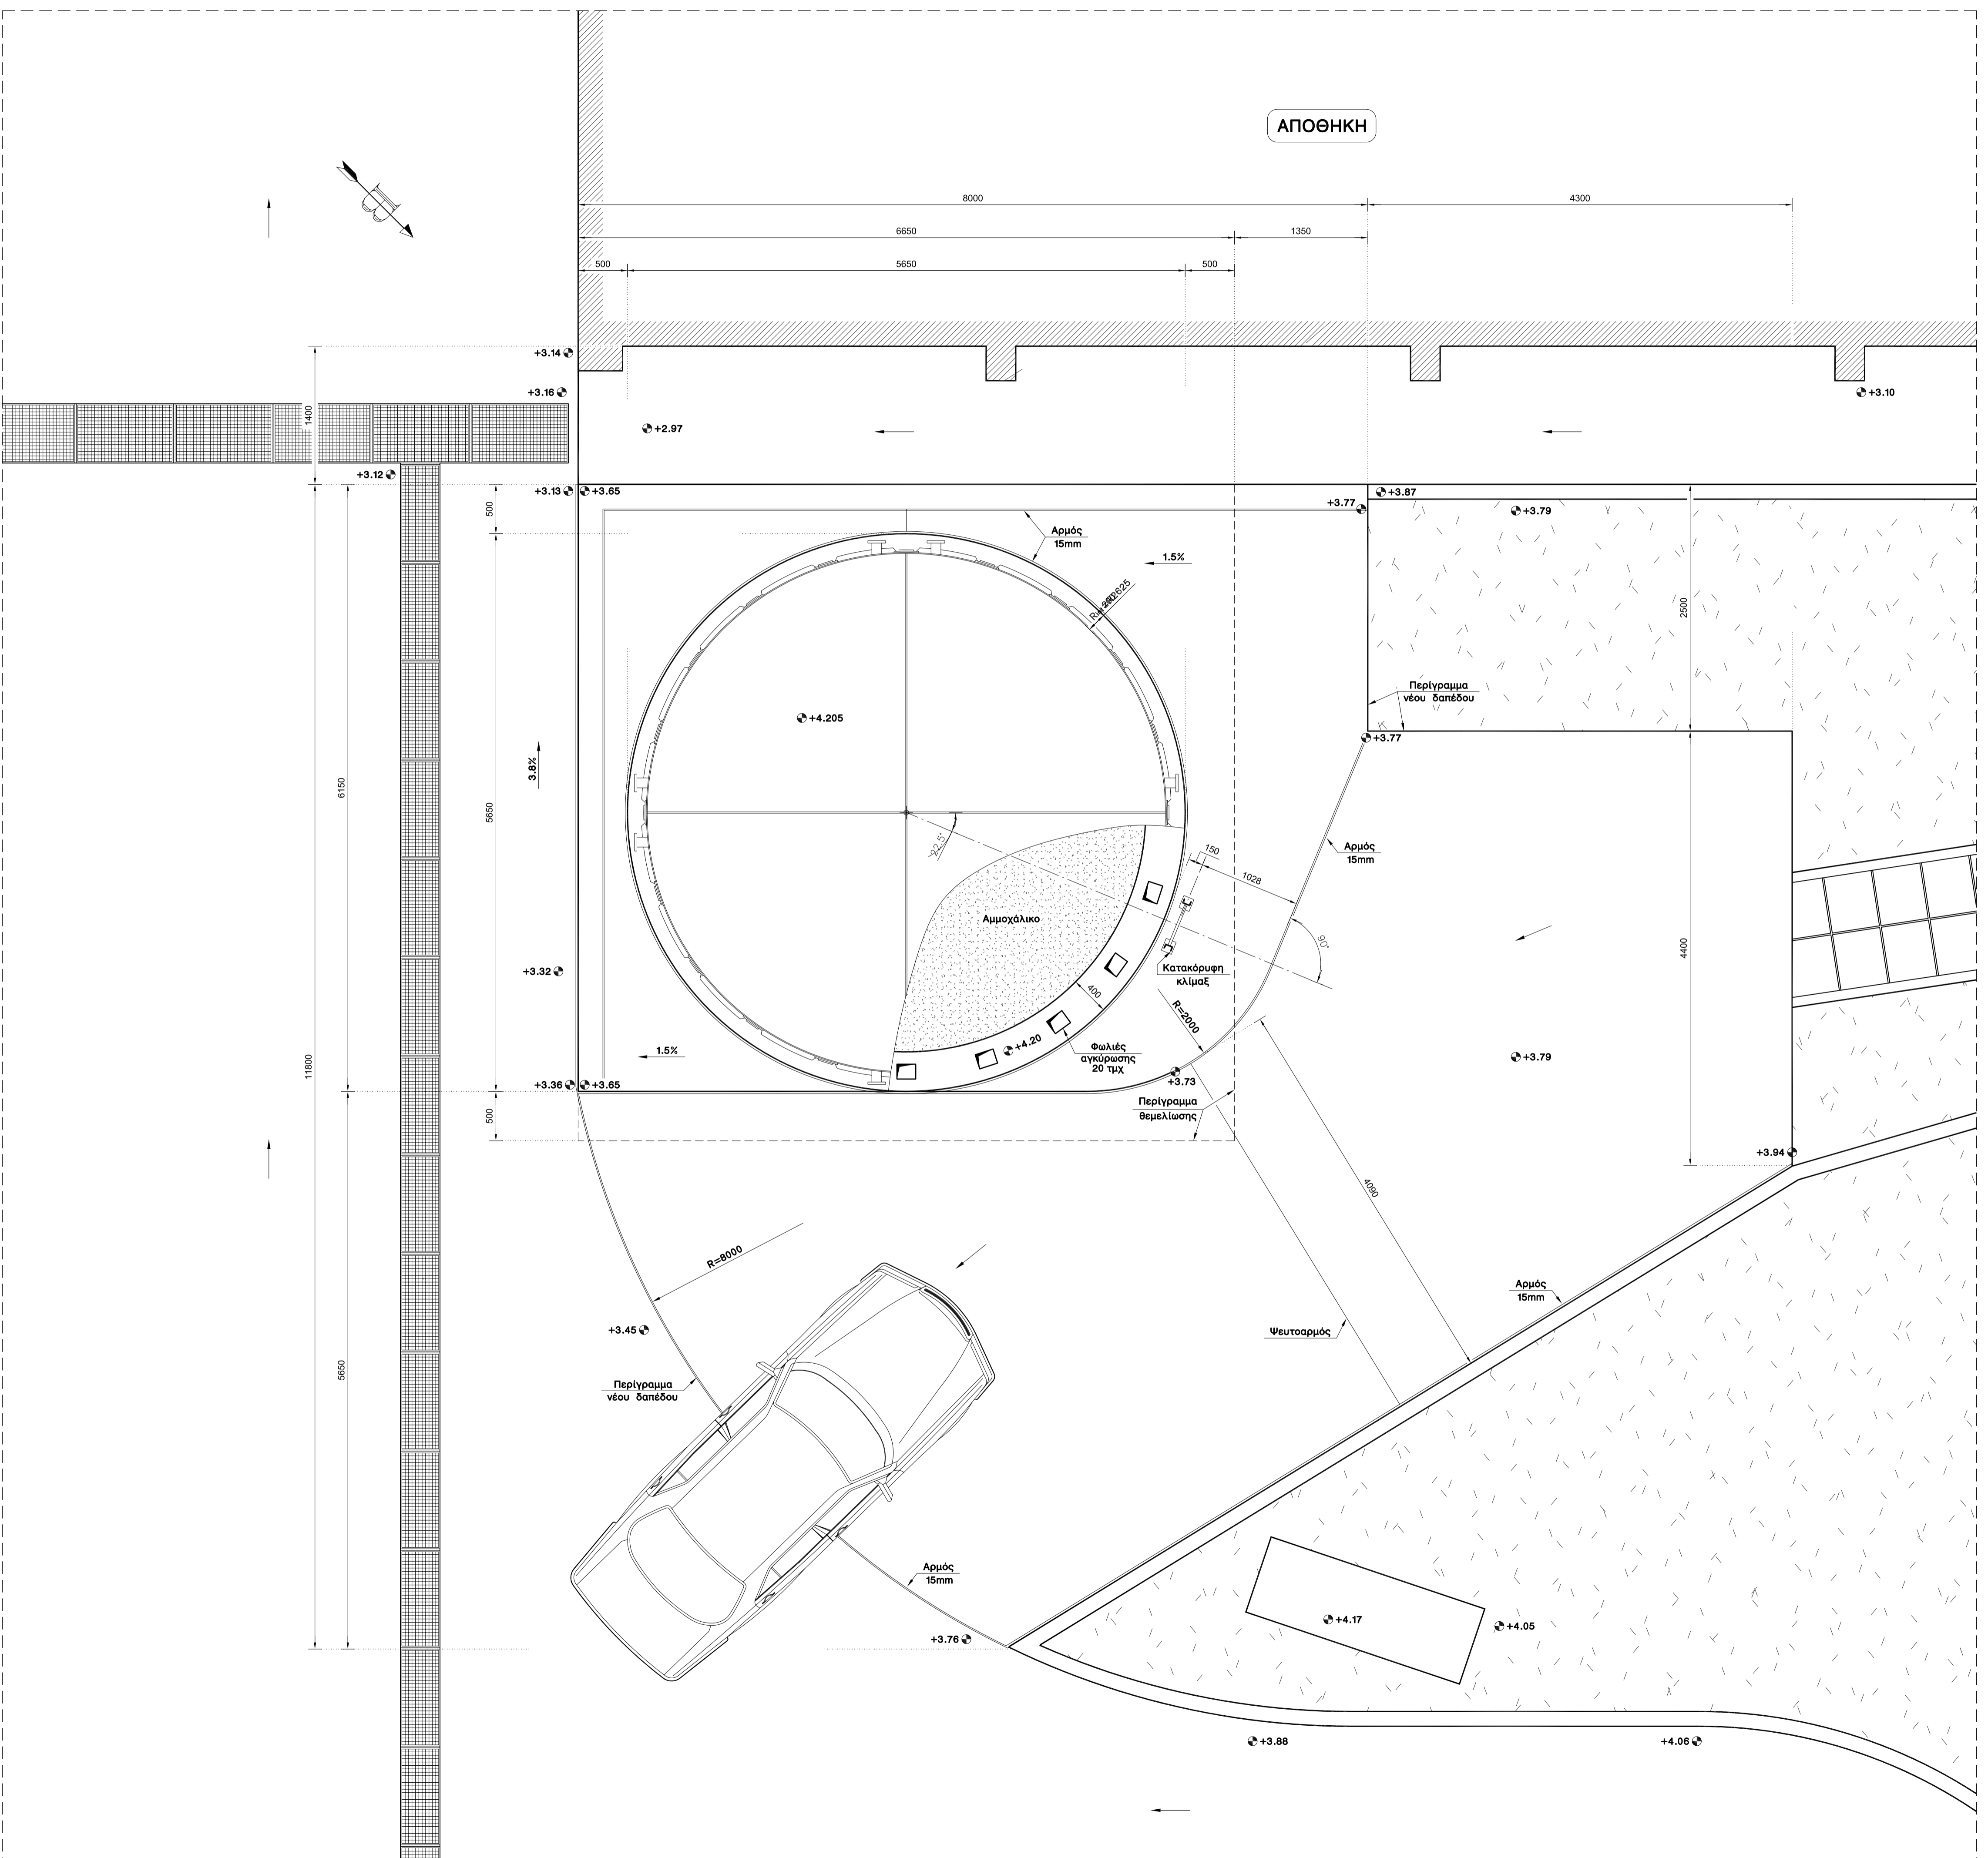 ΑΠΟΘΗΚΗ
Β
8000
4300
6650
1350
500
5650
500
+3.14
+3.16
+3.10
1400
+2.97
+3.12
+3.13
+3.65
+3.77
+3.87
+3.79
500
Αρμός
15mm
1.5%
2500
Περίγραμμα
νέου δαπέδου
+4.205
+3.77
3.8%
6150
5650
22.5°
150
1028
Αρμός
15mm
Αμμοχάλικο
90°
4400
+3.32
Κατακόρυφη
κλίμαξ
400
R=2000
11800
1.5%
+4.20
Φωλιές
αγκύρωσης
20 τμχ
+3.79
+3.36
+3.65
+3.73
500
Περίγραμμα
θεμελίωσης
+3.94
4090
R=8000
Αρμός
15mm
+3.45
Ψευτοαρμός
5650
Περίγραμμα
νέου δαπέδου
Αρμός
15mm
+4.17
+4.05
+3.76
+3.88
+4.06